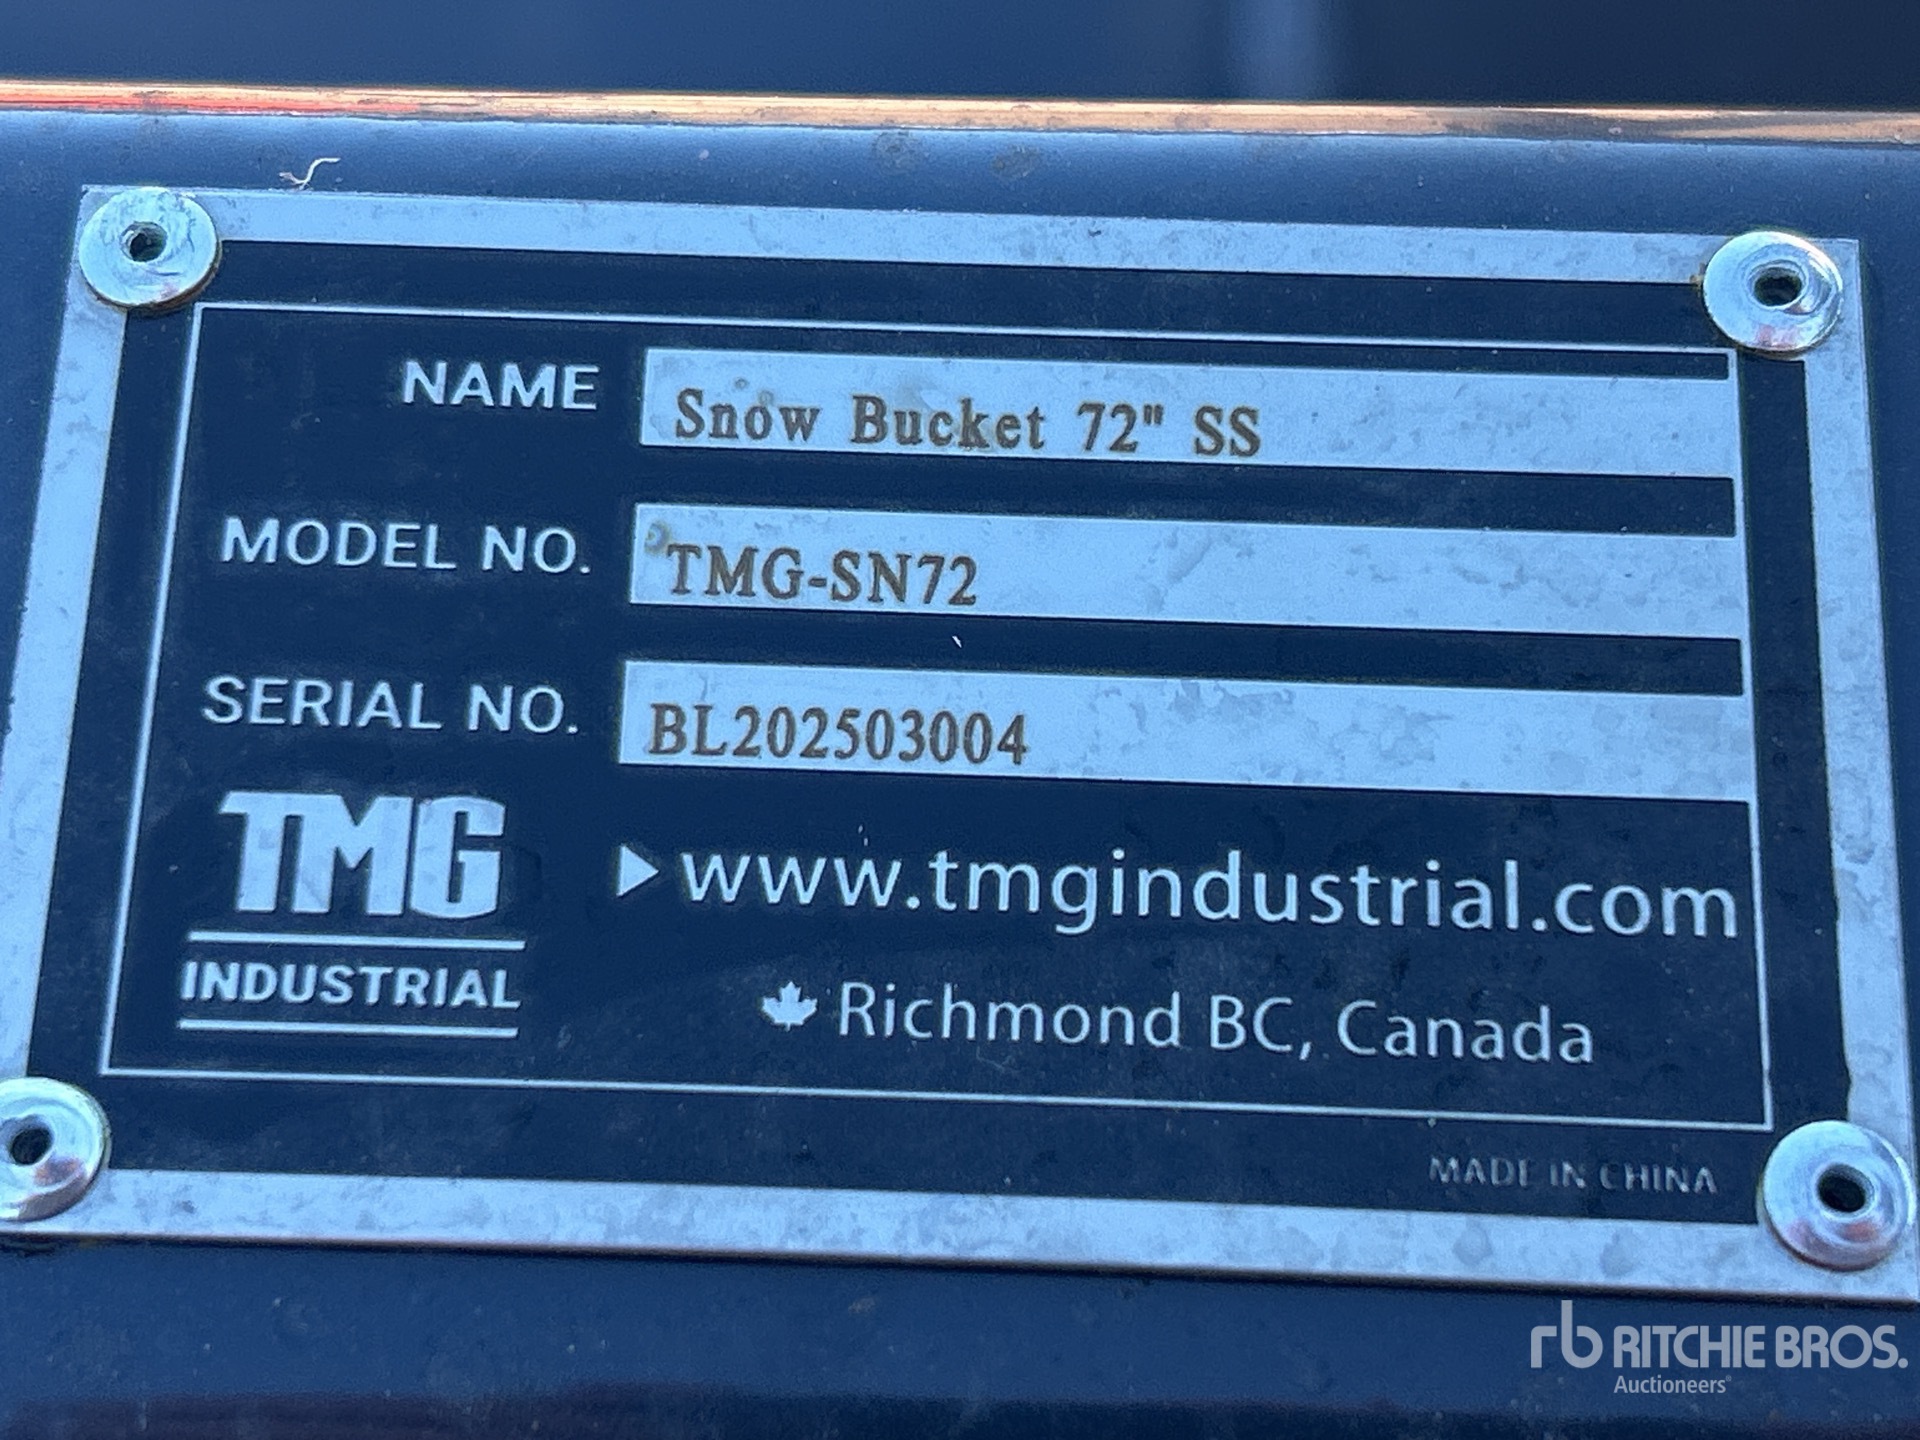 NAME Snow Bucket 72" SS
MODEL NO. TMG-SN72
SERIAL NO. BL202503004
TMG
INDUSTRIAL
www.tmgindustrial.com
Richmond BC, Canada
MADE IN CHINA
rb RITCHIE BROS.
Auctioneers